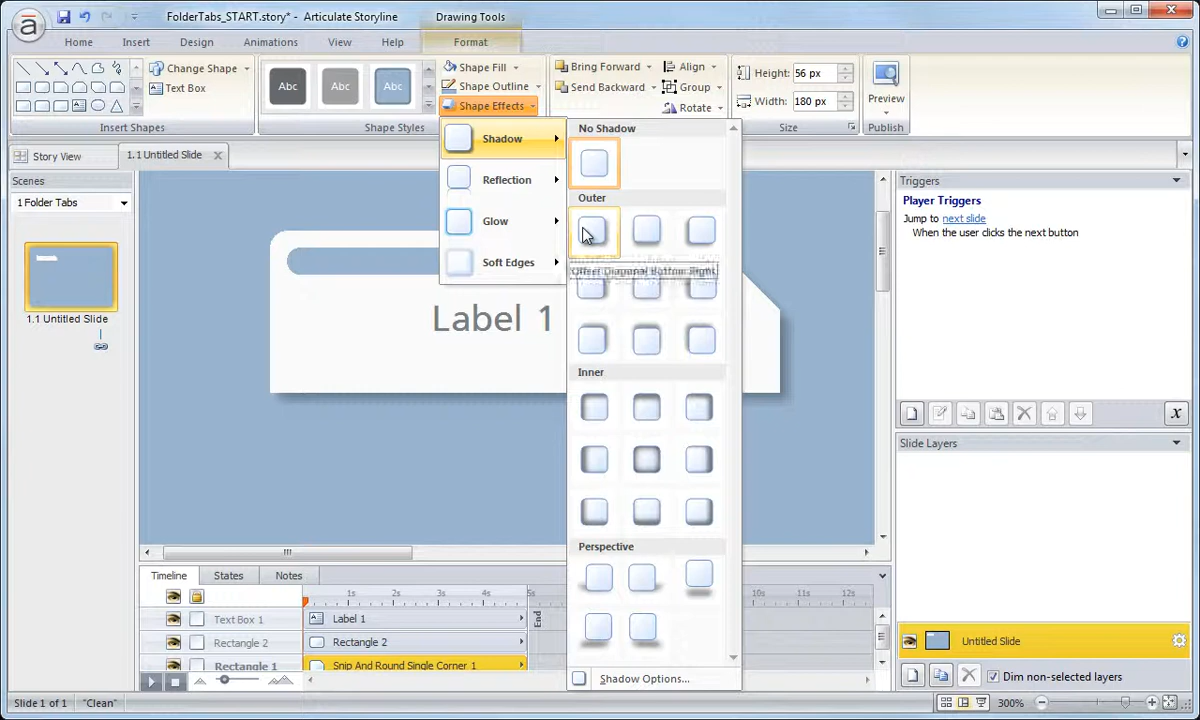 FolderTabs_START.story* - Articulate Storyline
Drawing Tools
Home
Insert
Design
Animations
View
Help
Format
Change Shape
Text Box
Insert Shapes
Abc
Abc
Abc
Shape Fill
Shape Outline
Shape Effects
Shape Styles
Bring Forward
Send Backward
Align
Group
Rotate
Height: 56 px
Width: 180 px
Size
Preview
Publish
Story View
1.1 Untitled Slide
Scenes
1 Folder Tabs
1.1 Untitled Slide
Shadow
Reflection
Glow
Soft Edges
No Shadow
Outer
Offset Diagonal Bottom Right
Inner
Perspective
Shadow Options...
Label 1
Triggers
Player Triggers
Jump to next slide
When the user clicks the next button
x
Slide Layers
Untitled Slide
Dim non-selected layers
Timeline
States
Notes
1s 2s 3s 4s 5s 10s 11s 12s
End
Text Box 1
Label 1
Rectangle 2
Rectangle 2
Rectangle 1
Snip And Round Single Corner 1
Slide 1 of 1
"Clean"
300%